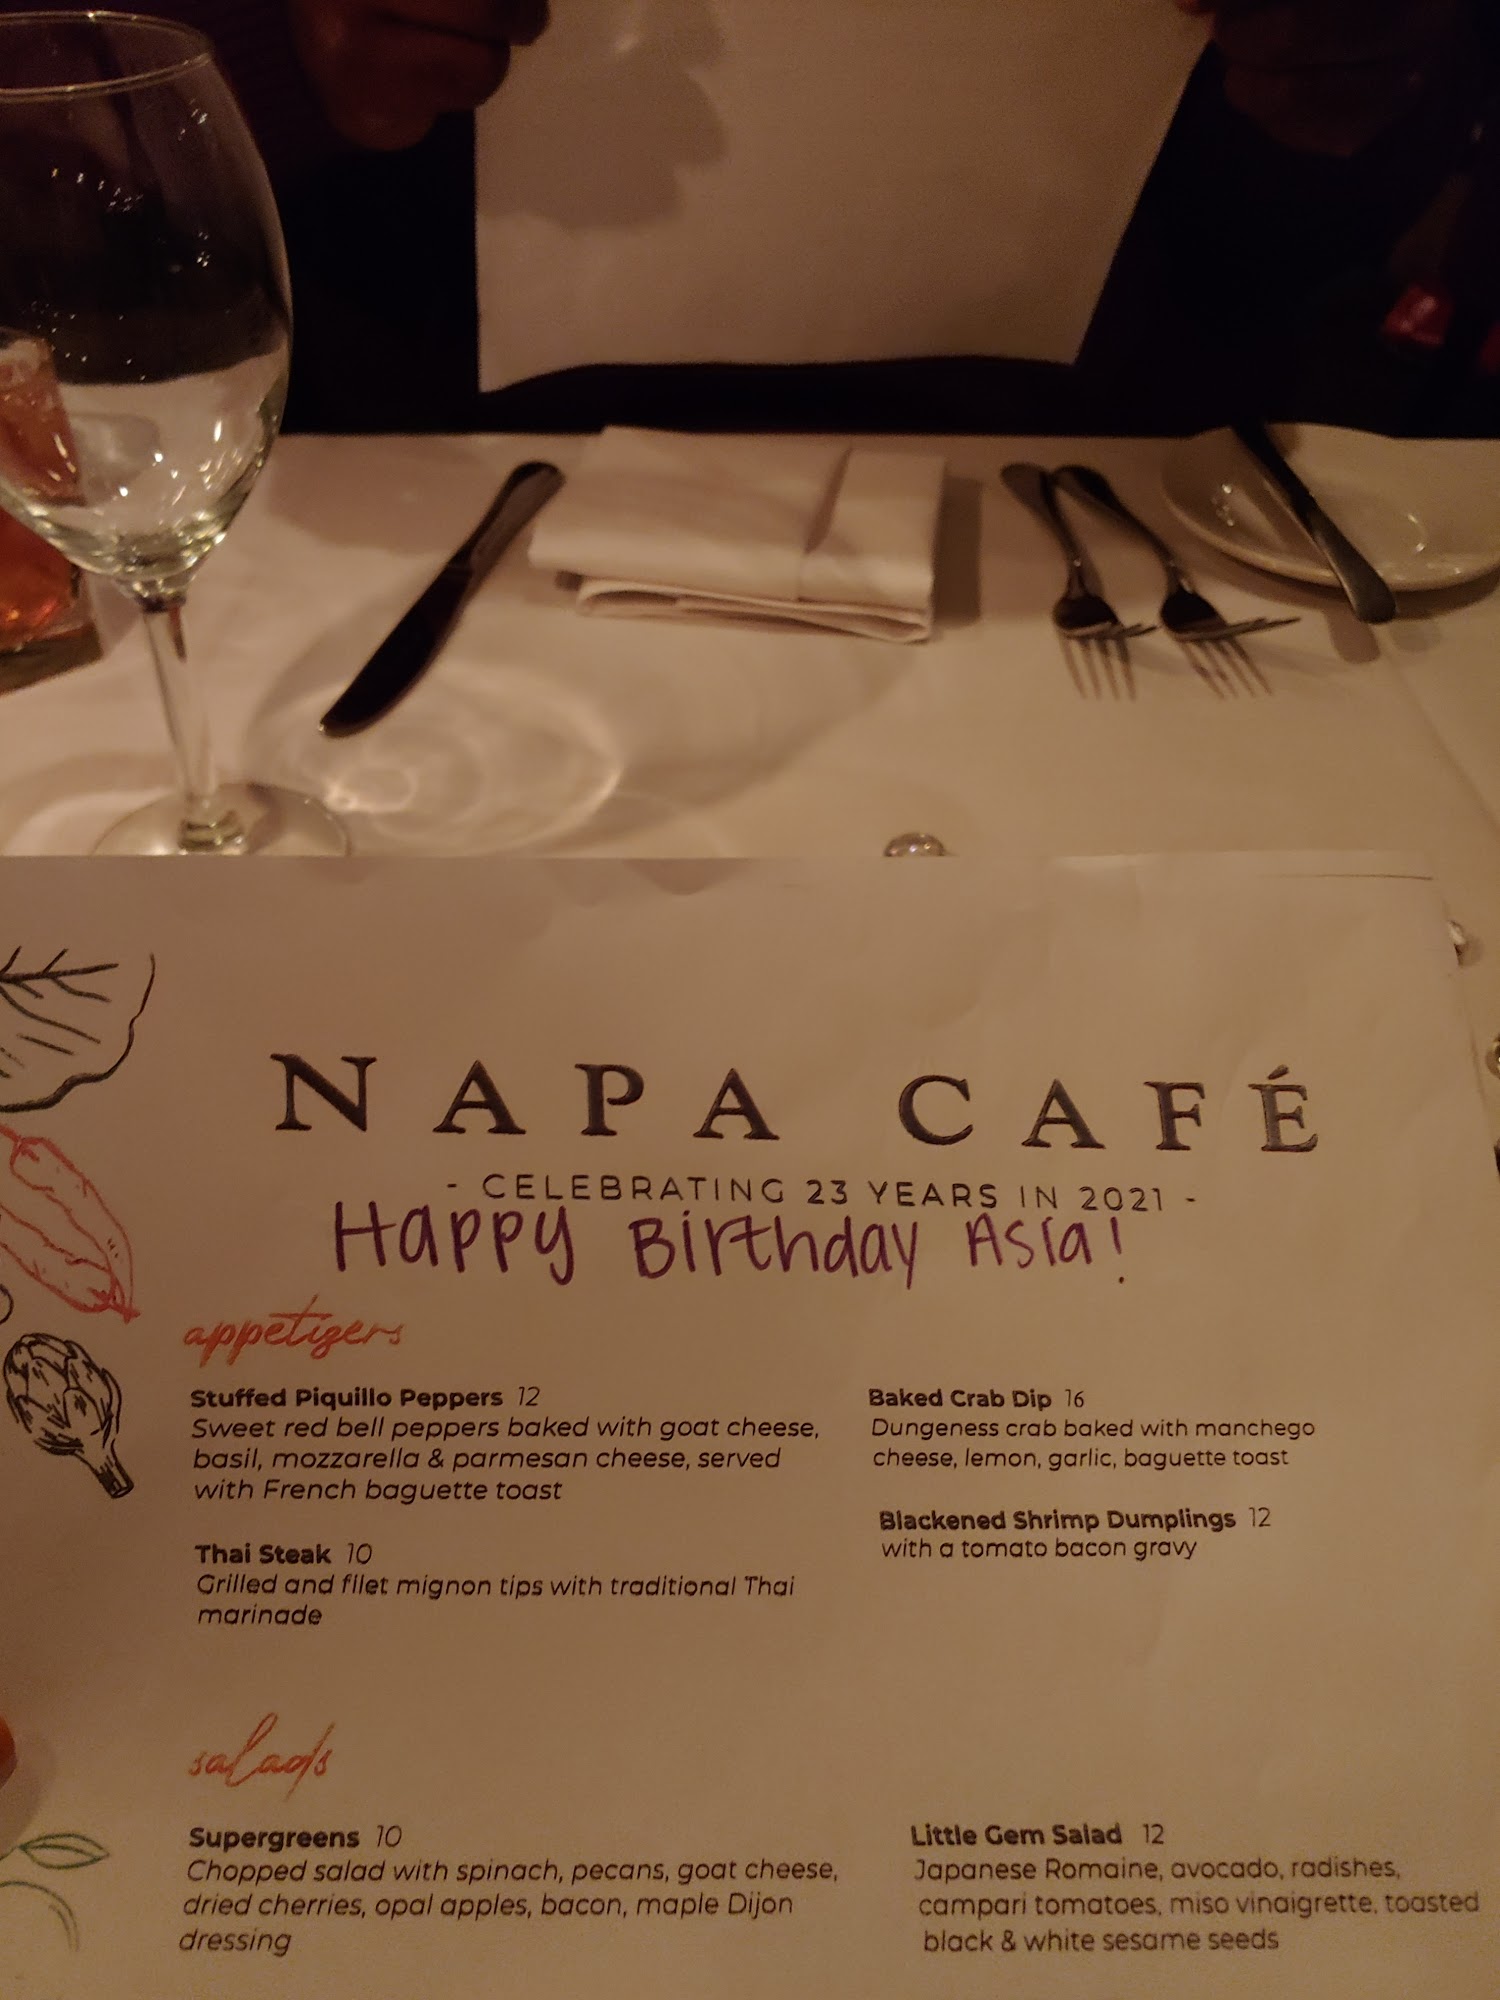 NAPA CAFÉ
- CELEBRATING 23 YEARS IN 2021 -
Happy Birthday Asia!
appetizers
Stuffed Piquillo Peppers 12
Sweet red bell peppers baked with goat cheese,
basil, mozzarella & parmesan cheese, served
with French baguette toast
Thai Steak 10
Grilled and filet mignon tips with traditional Thai
marinade
Baked Crab Dip 16
Dungeness crab baked with manchego
cheese, lemon, garlic, baguette toast
Blackened Shrimp Dumplings 12
with a tomato bacon gravy
salads
Supergreens 10
Chopped salad with spinach, pecans, goat cheese,
dried cherries, opal apples, bacon, maple Dijon
dressing
Little Gem Salad 12
Japanese Romaine, avocado, radishes,
campari tomatoes, miso vinaigrette, toasted
black & white sesame seeds